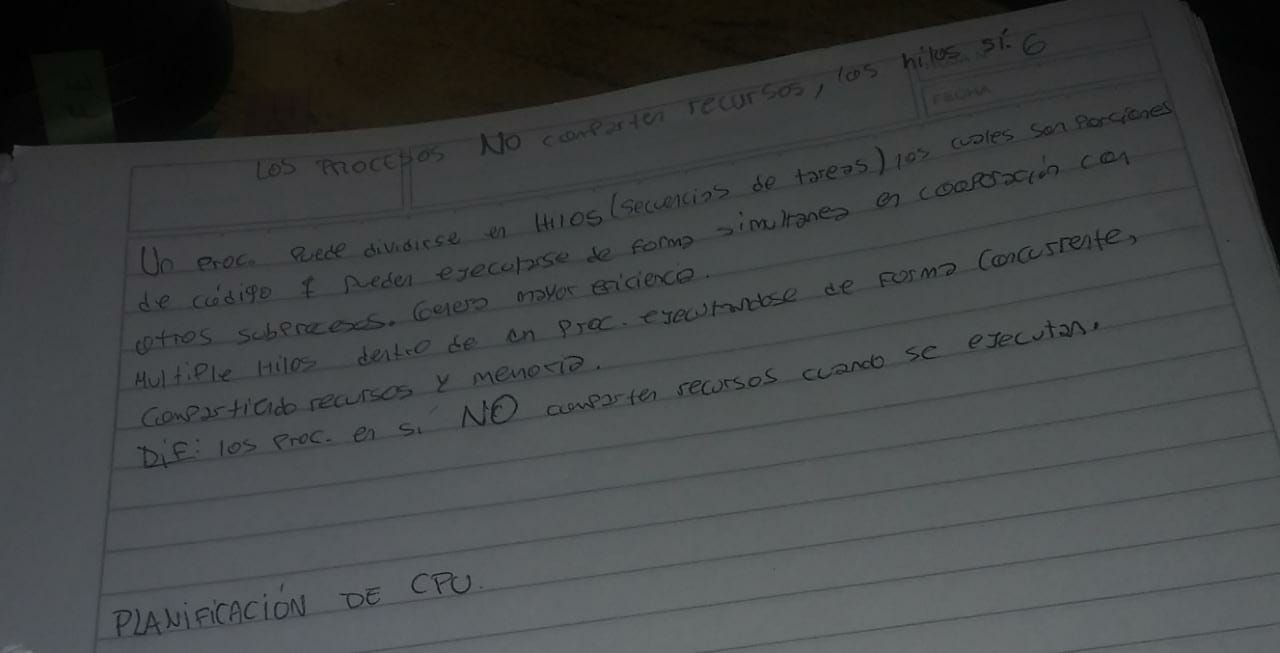 LOS PROCESOS NO comparten recursos, los hilos sí. 6
FECHA
Un Proc. Puede dividirse en HILOS (secuencias de tareas) los cuales son Porciones
de código & Pueden ejecutarse de forma simultanea en cooperación con
otros subprocesos. Genera mayor eficiencia.
Multiple Hilos dentro de un Proc. ejecutandose de Forma Concurrente,
Compartiendo recursos y memoria.
DiF: los Proc. en si NO comparten recursos cuando se ejecutan.
PLANiFiCACiÓN DE CPU.